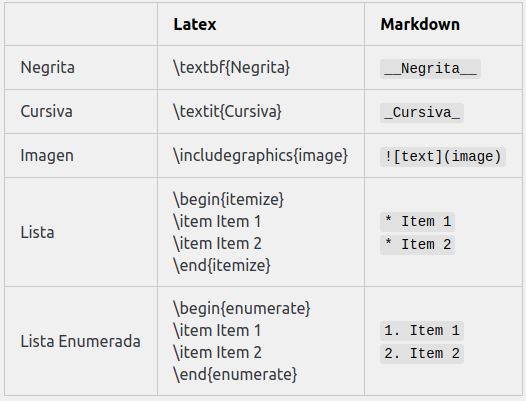 Latex Markdown
Negrita \textbf{Negrita} __Negrita__
Cursiva \textit{Cursiva} _Cursiva_
Imagen \includegraphics{image} ![text](image)
Lista
\begin{itemize}
\item Item 1
\item Item 2
\end{itemize}
* Item 1
* Item 2
Lista Enumerada
\begin{enumerate}
\item Item 1
\item Item 2
\end{enumerate}
1. Item 1
2. Item 2